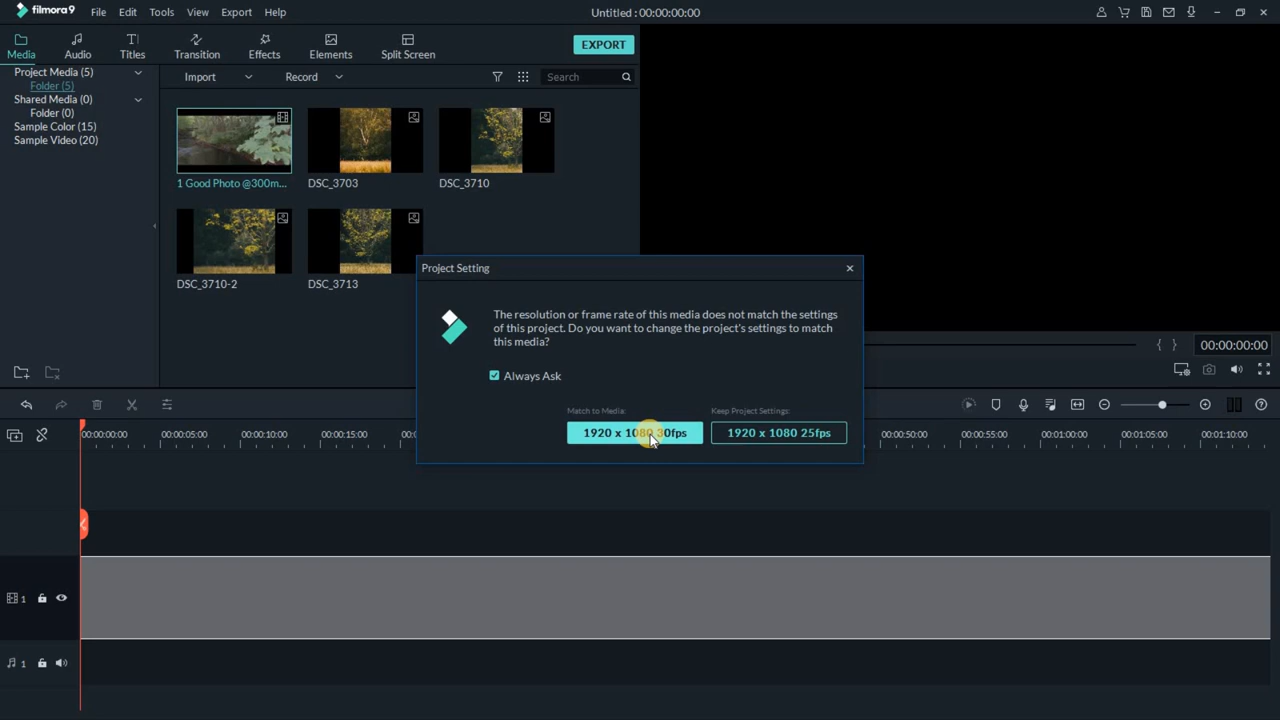 filmora9 File Edit Tools View Export Help Untitled : 00:00:00:00
Media Audio Titles Transition Effects Elements Split Screen EXPORT
Project Media (5)
Folder (5)
Shared Media (0)
Folder (0)
Sample Color (15)
Sample Video (20)
Import Record Search
1 Good Photo @300m... DSC_3703 DSC_3710
DSC_3710-2 DSC_3713
Project Setting
The resolution or frame rate of this media does not match the settings
of this project. Do you want to change the project's settings to match
this media?
Always Ask
Match to Media: Keep Project Settings:
1920 x 1080 30fps 1920 x 1080 25fps
{ } 00:00:00:00
00:00:00:00 00:00:05:00 00:00:10:00 00:00:15:00 00:00:50:00 00:00:55:00 00:01:00:00 00:01:05:00 00:01:10:00
1
1